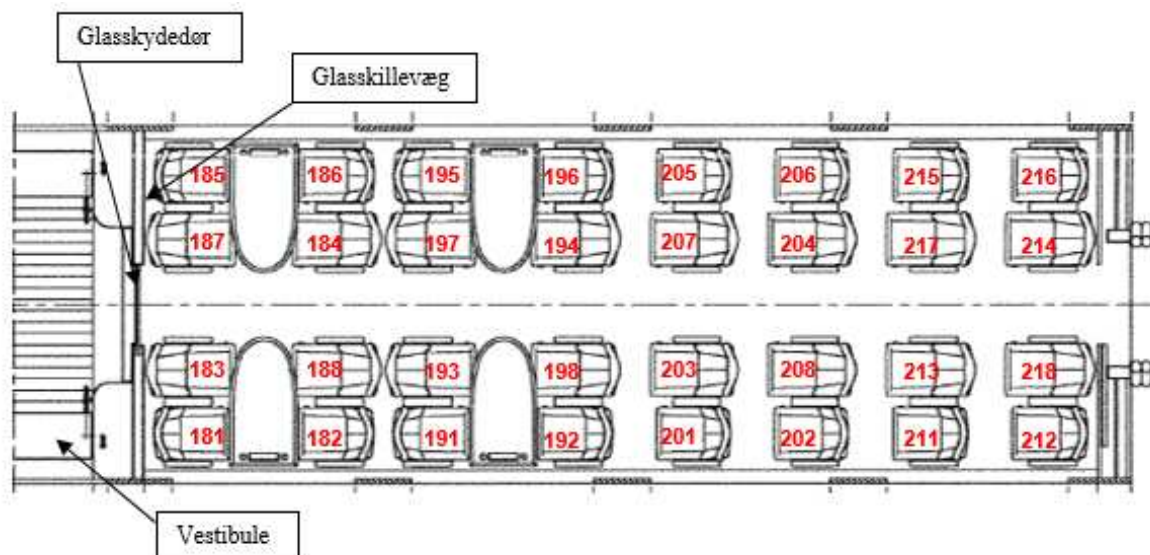 Glasskydedør
Glasskillevæg
185 186 195 196 205 206 215 216
187 184 197 194 207 204 217 214
183 188 193 198 203 208 213 218
181 182 191 192 201 202 211 212
Vestibule